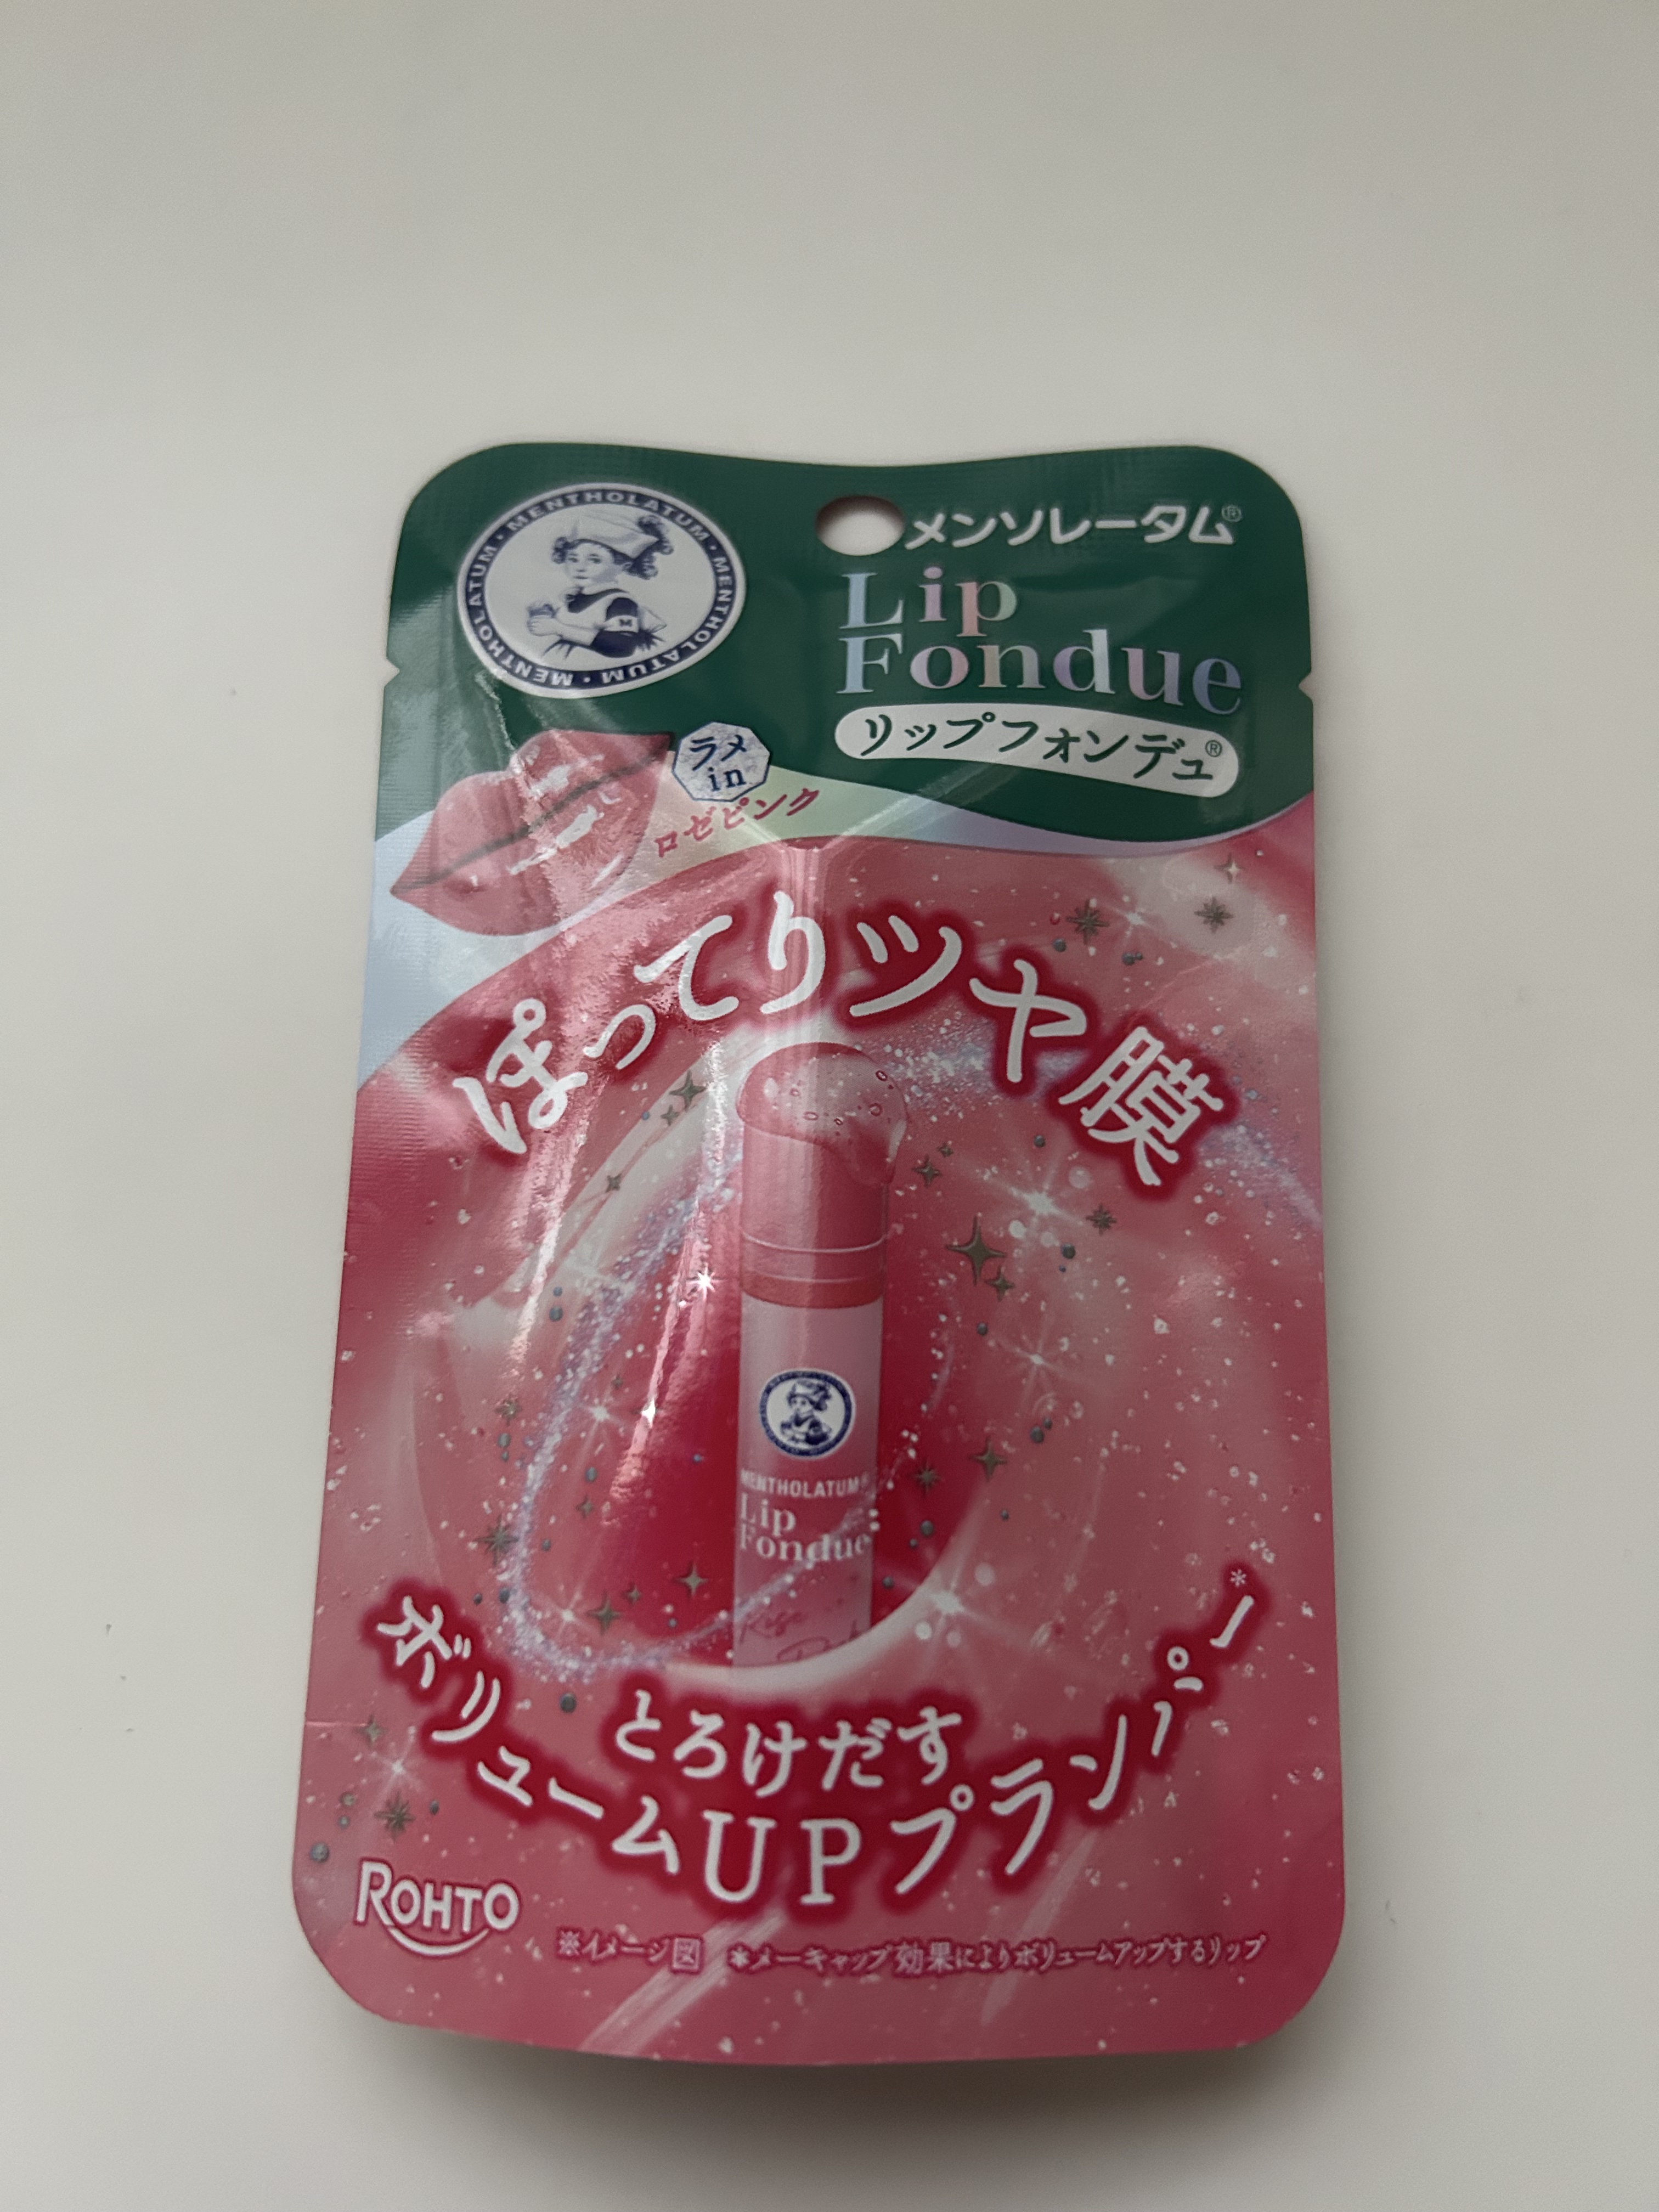 MENTHOLATUM・MENTHOLATUM・MENTHOLATUM・MENTHOLATUM・
M
メンソレータム®
Lip
Fondue
リップフォンデュ®
ラメ
in
ロゼピンク
ぽってりツヤ膜
MENTHOLATUM®
Lip
Fondue
Rose
とろけだす
ボリュームUPプランパー*
ROHTO
※イメージ図 *メーキャップ効果によりボリュームアップするリップ